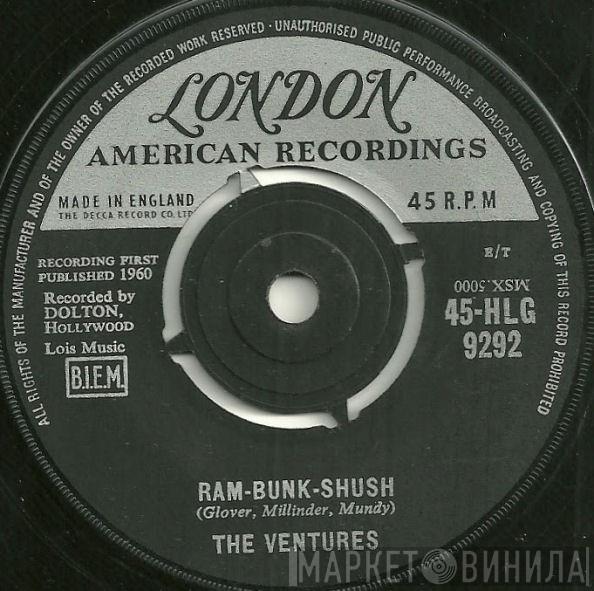 ALL RIGHTS OF THE MANUFACTURER AND OF THE OWNER OF THE RECORDED WORK RESERVED · UNAUTHORISED PUBLIC PERFORMANCE BROADCASTING AND COPYING OF THIS RECORD PROHIBITED
LONDON
AMERICAN RECORDINGS
MADE IN ENGLAND
THE DECCA RECORD CO. LTD
45 R.P.M
RECORDING FIRST
PUBLISHED 1960
Recorded by
DOLTON,
HOLLYWOOD
Lois Music
B.I.E.M.
E/T
MSX.5000
45-HLG
9292
RAM-BUNK-SHUSH
(Glover, Millinder, Mundy)
THE VENTURES
МАРКЕТ ВИНИЛА